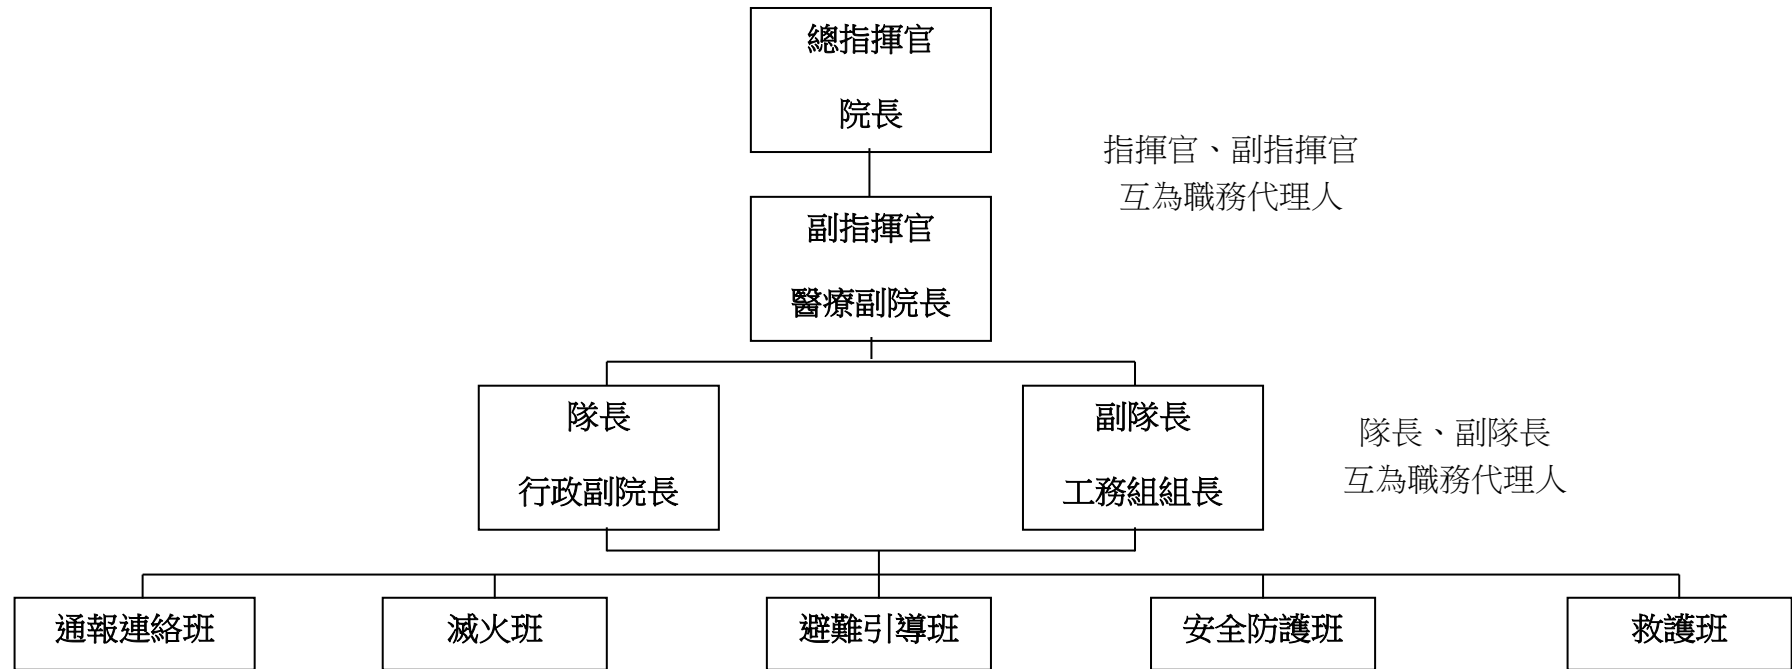 總指揮官
院長
指揮官、副指揮官
互為職務代理人
副指揮官
醫療副院長
隊長
行政副院長
副隊長
工務組組長
隊長、副隊長
互為職務代理人
通報連絡班
滅火班
避難引導班
安全防護班
救護班